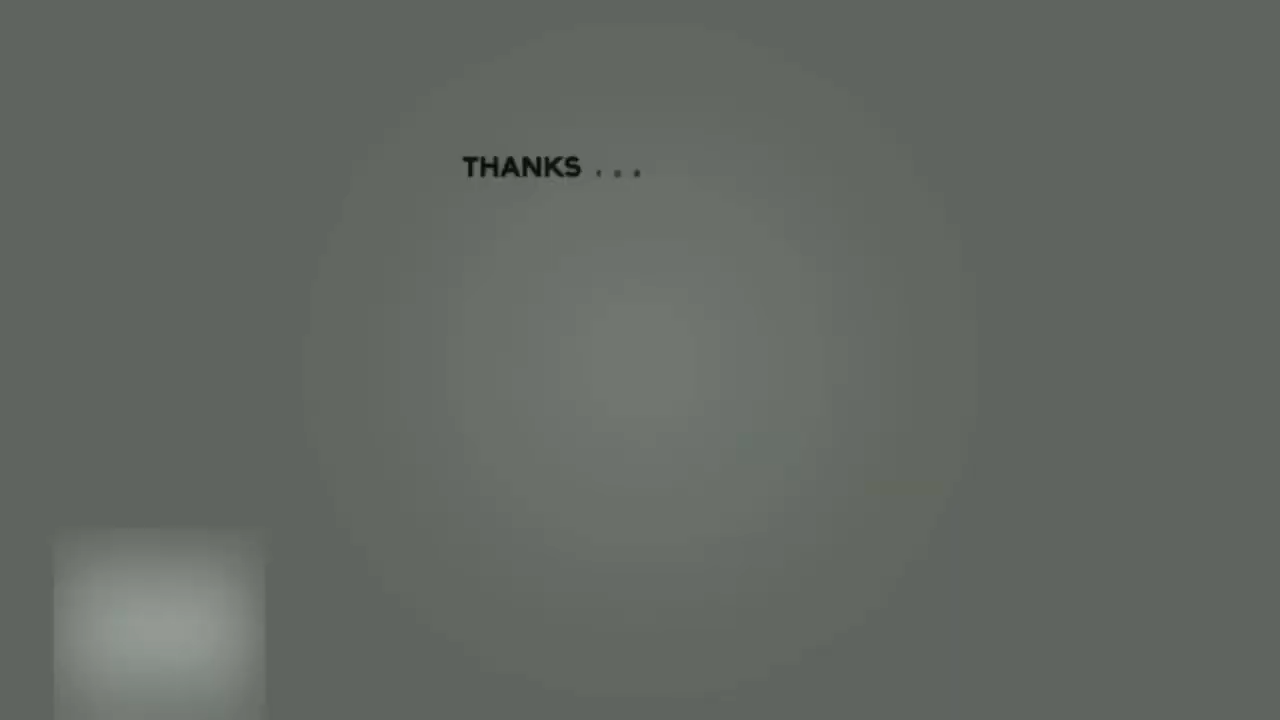 THANKS . . .